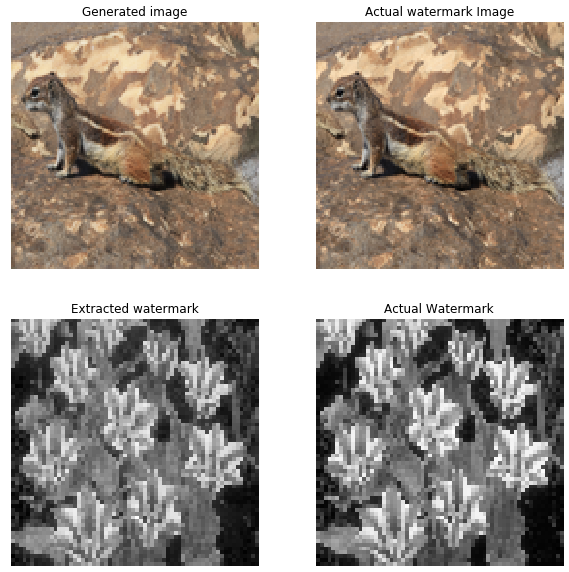 Generated image
Actual watermark Image
Extracted watermark
Actual Watermark